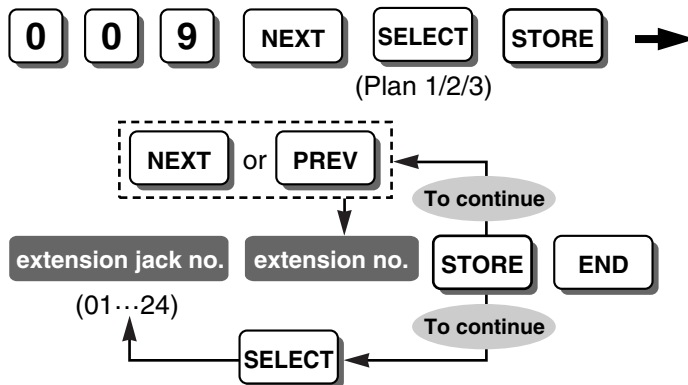 0 0 9 NEXT SELECT STORE
(Plan 1/2/3)
NEXT or PREV
To continue
extension jack no. extension no. STORE END
(01···24)
To continue
SELECT